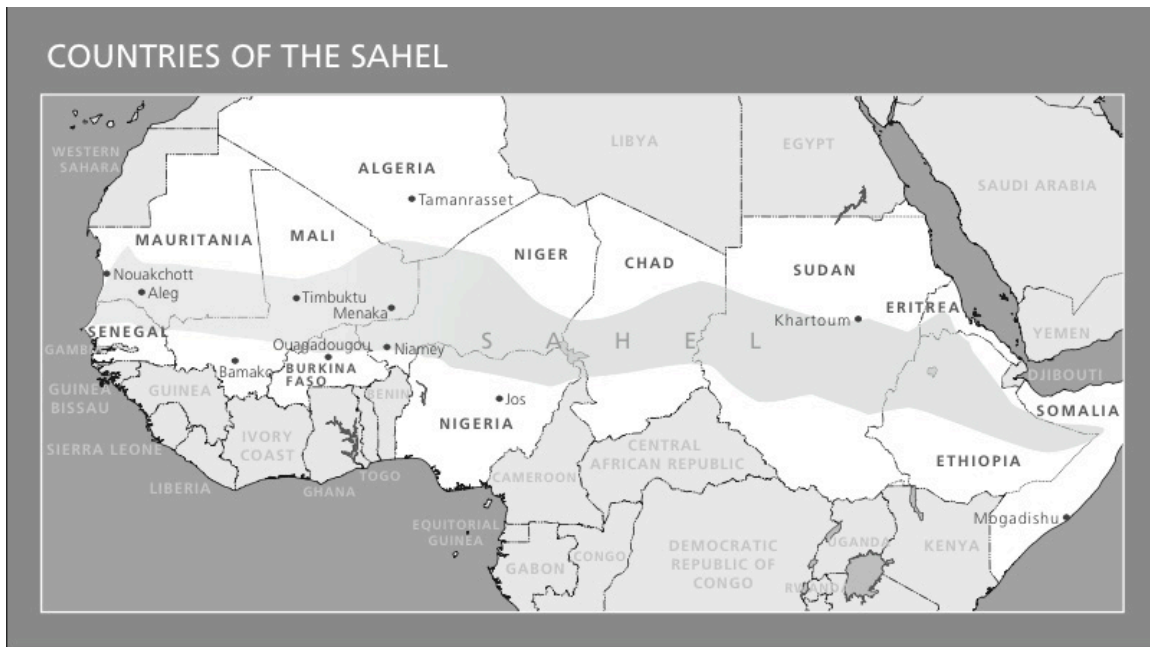 COUNTRIES OF THE SAHEL
WESTERN
SAHARA
ALGERIA
LIBYA
EGYPT
SAUDI ARABIA
Tamanrasset
MAURITANIA
MALI
NIGER
CHAD
SUDAN
Nouakchott
Aleg
Timbuktu
Menaka
ERITREA
Khartoum
YEMEN
SENEGAL
SAHEL
GAMBI
Ouagadougou
Niamey
Bamako
BURKINA
FASO
DJIBOUTI
GUINEA
BISSAU
GUINEA
BENIN
Jos
NIGERIA
SOMALIA
SIERRA LEONE
IVORY
COAST
CENTRAL
AFRICAN REPUBLIC
ETHIOPIA
LIBERIA
GHANA
TOGO
CAMEROON
EQUITORIAL
GUINEA
Mogadishu
GABON
CONGO
DEMOCRATIC
REPUBLIC OF
CONGO
UGANDA
KENYA
RWANDA